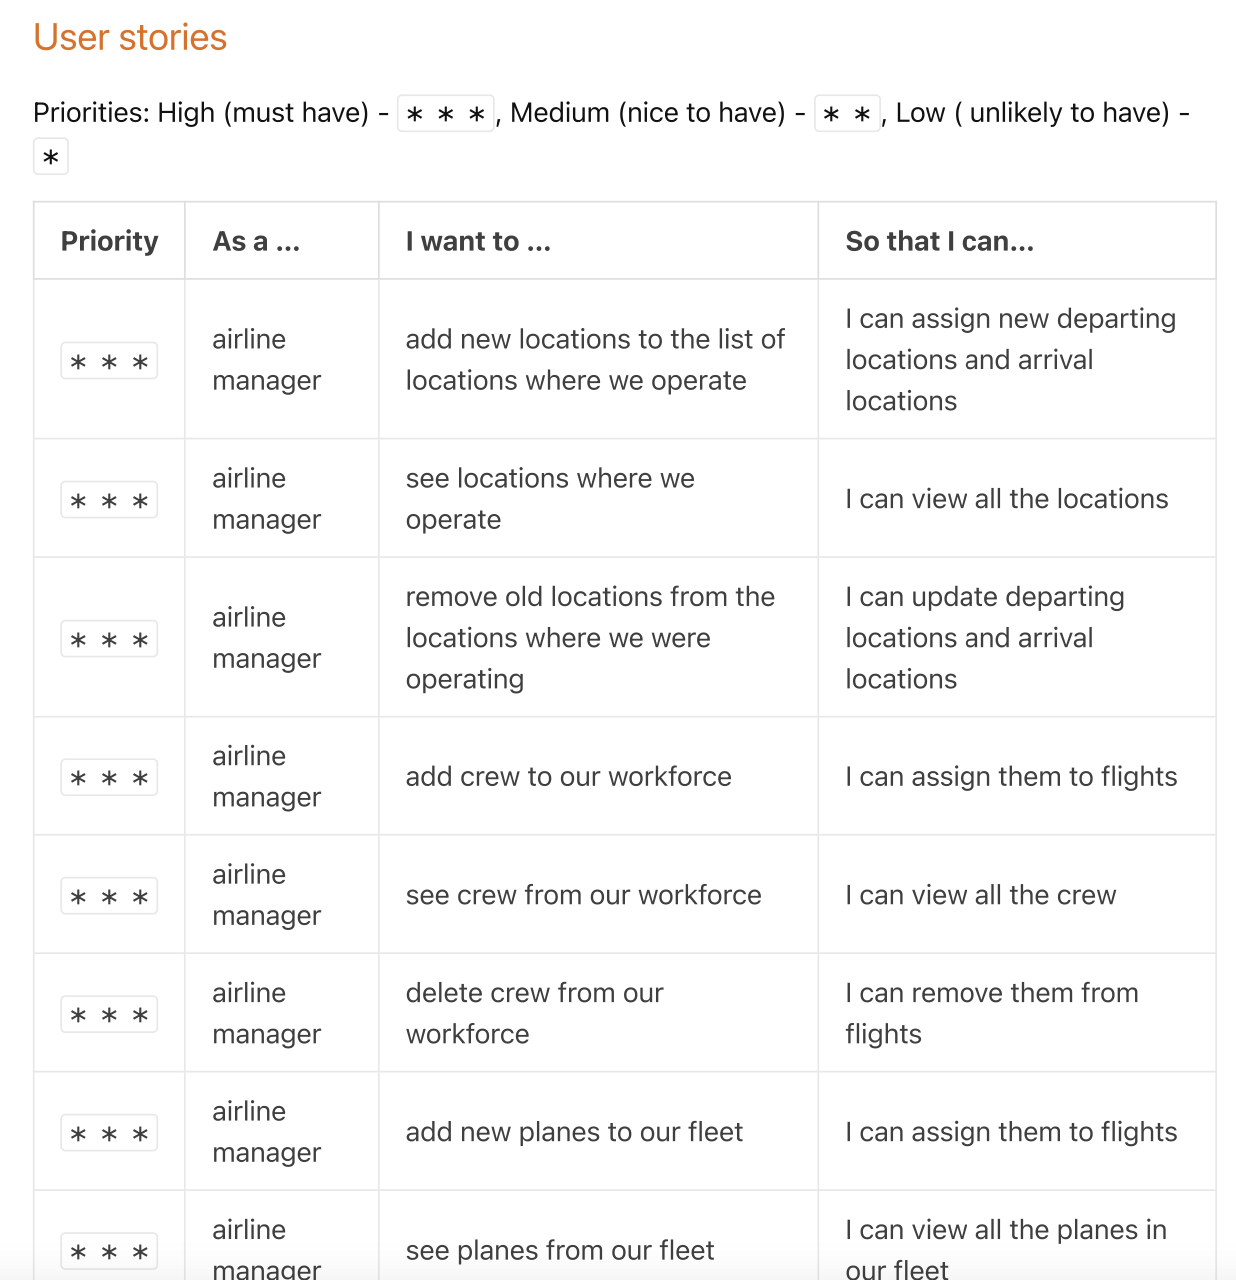 User stories
Priorities: High (must have) - * * *, Medium (nice to have) - * *, Low ( unlikely to have) -
*
Priority As a ... I want to ... So that I can...
* * *
airline
manager
add new locations to the list of
locations where we operate
I can assign new departing
locations and arrival
locations
* * *
airline
manager
see locations where we
operate
I can view all the locations
* * *
airline
manager
remove old locations from the
locations where we were
operating
I can update departing
locations and arrival
locations
* * *
airline
manager
add crew to our workforce
I can assign them to flights
* * *
airline
manager
see crew from our workforce
I can view all the crew
* * *
airline
manager
delete crew from our
workforce
I can remove them from
flights
* * *
airline
manager
add new planes to our fleet
I can assign them to flights
* * *
airline
manager
see planes from our fleet
I can view all the planes in
our fleet